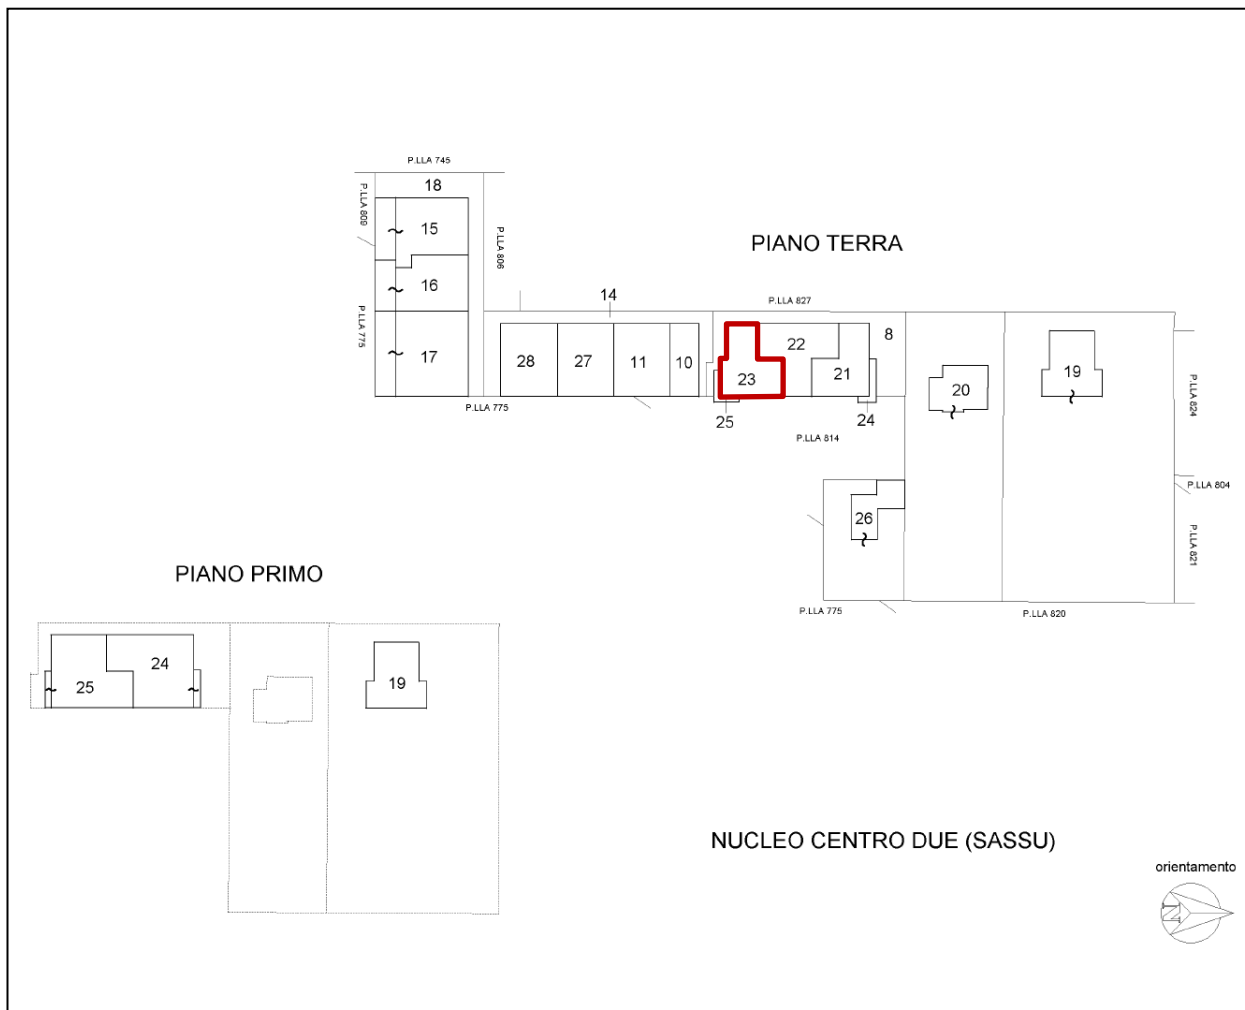 P.LLA 745
18
P.LLA 809
15
P.LLA 806
PIANO TERRA
16
14
P.LLA 827
P.LLA 775
17
28
27
11
10
22
8
23
21
20
19
P.LLA 824
P.LLA 775
25
24
P.LLA 814
P.LLA 804
26
P.LLA 821
PIANO PRIMO
P.LLA 775
P.LLA 820
24
25
19
NUCLEO CENTRO DUE (SASSU)
orientamento
N